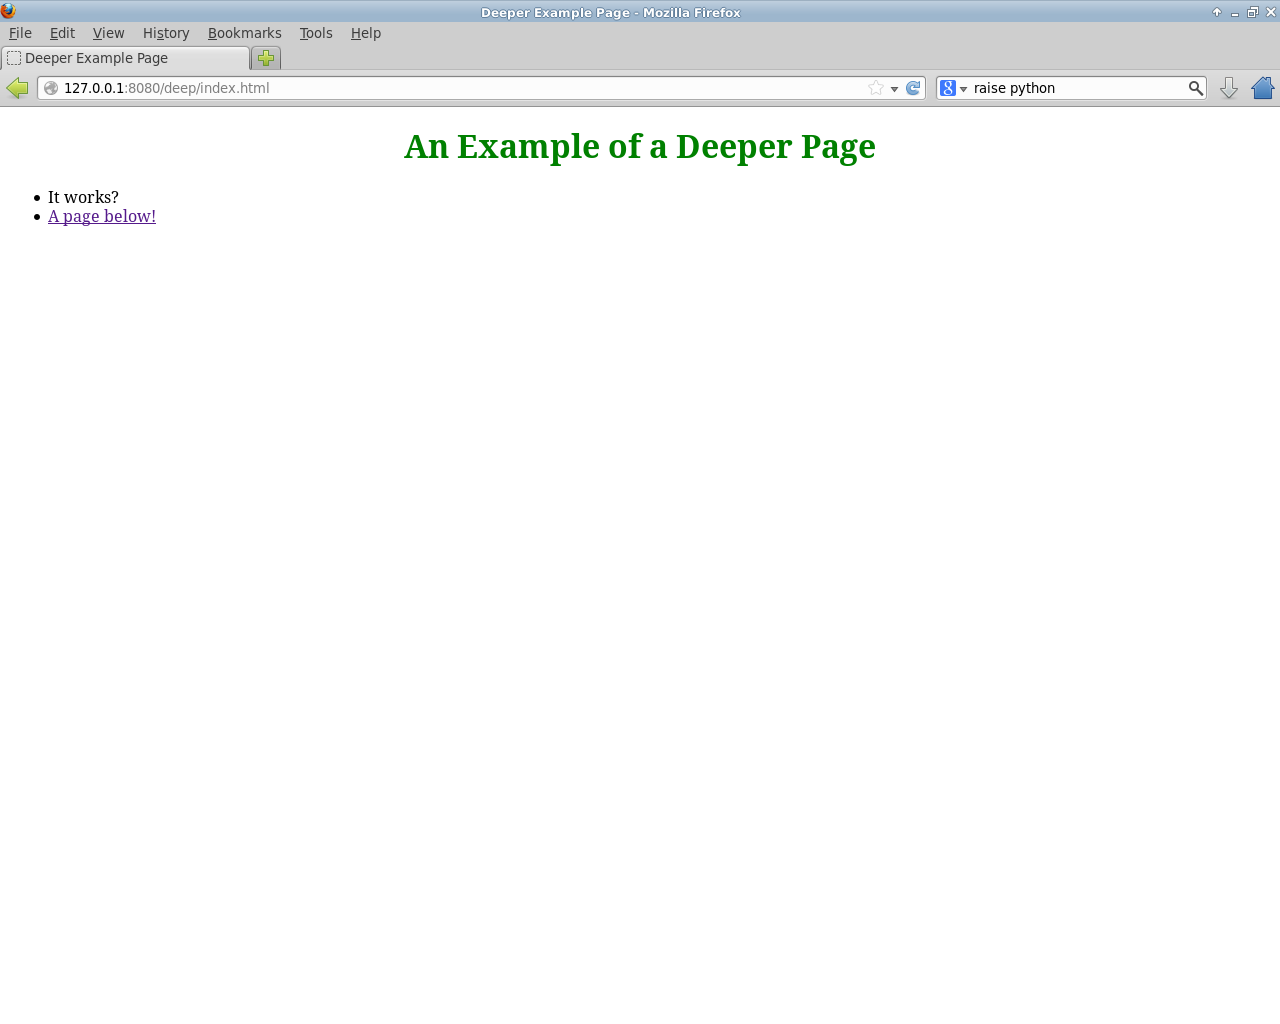 Deeper Example Page - Mozilla Firefox
File Edit View History Bookmarks Tools Help
Deeper Example Page
127.0.0.1:8080/deep/index.html
8 raise python
An Example of a Deeper Page
It works?
A page below!